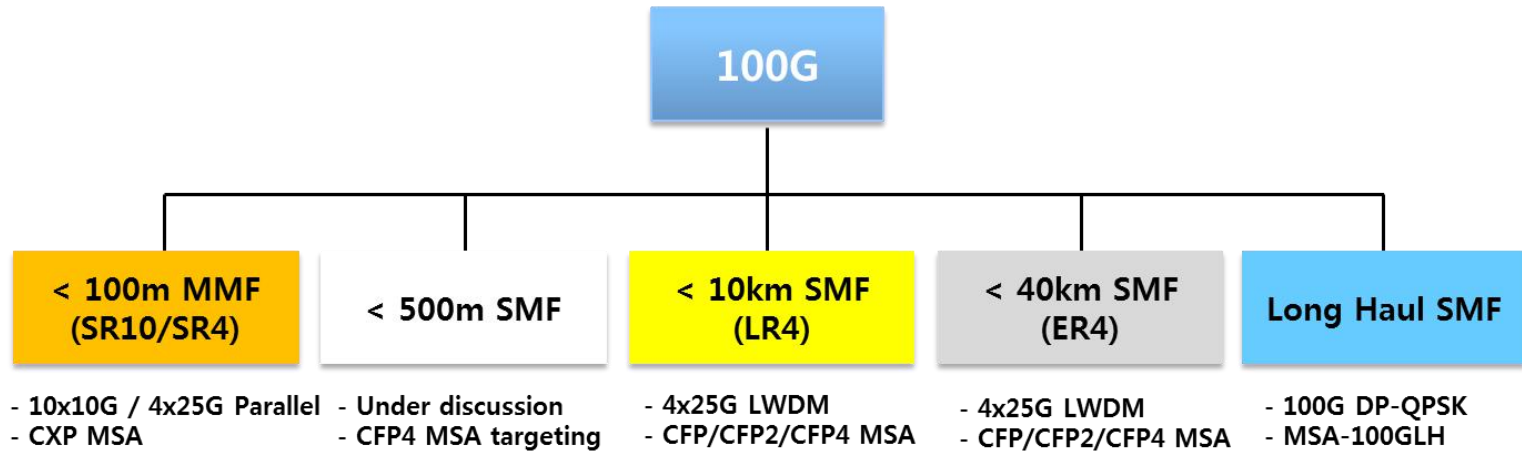 100G
< 100m MMF
(SR10/SR4)
< 500m SMF
< 10km SMF
(LR4)
< 40km SMF
(ER4)
Long Haul SMF
- 10x10G / 4x25G Parallel
- CXP MSA
- Under discussion
- CFP4 MSA targeting
- 4x25G LWDM
- CFP/CFP2/CFP4 MSA
- 4x25G LWDM
- CFP/CFP2/CFP4 MSA
- 100G DP-QPSK
- MSA-100GLH